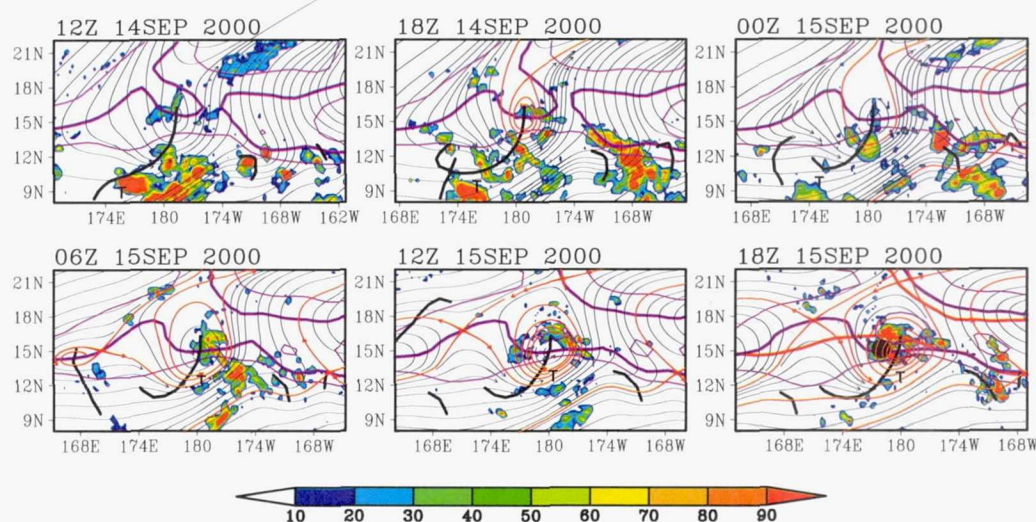 12Z 14SEP 2000
18Z 14SEP 2000
00Z 15SEP 2000
21N
18N
15N
12N
9N
T
174E 180 174W 168W 162W
21N
18N
15N
12N
9N
T
168E 174E 180 174W 168W
21N
18N
15N
12N
9N
T
168E 174E 180 174W 168W
06Z 15SEP 2000
12Z 15SEP 2000
18Z 15SEP 2000
21N
18N
15N
12N
9N
T
168E 174E 180 174W 168W
21N
18N
15N
12N
9N
T
168E 174E 180 174W 168W
21N
18N
15N
12N
9N
T
168E 174E 180 174W 168W
10 20 30 40 50 60 70 80 90